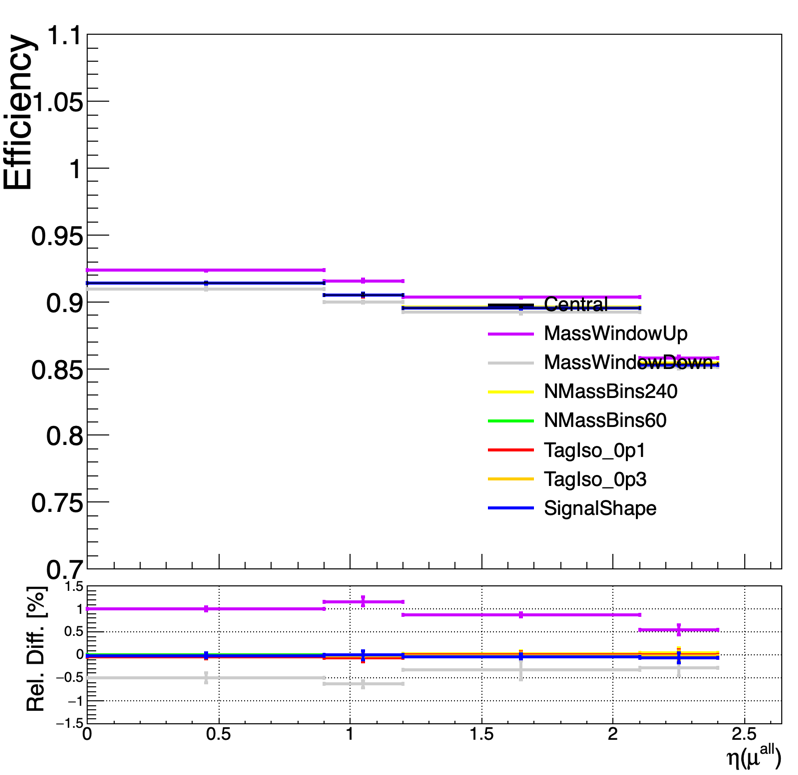 Efficiency
1.1
1.05
1
0.95
0.9
0.85
0.8
0.75
0.7
Central
MassWindowUp
MassWindowDown
NMassBins240
NMassBins60
TagIso_0p1
TagIso_0p3
SignalShape
Rel. Diff. [%]
1.5
1
0.5
0
−0.5
−1
−1.5
0 0.5 1 1.5 2 2.5
η(μ^all)